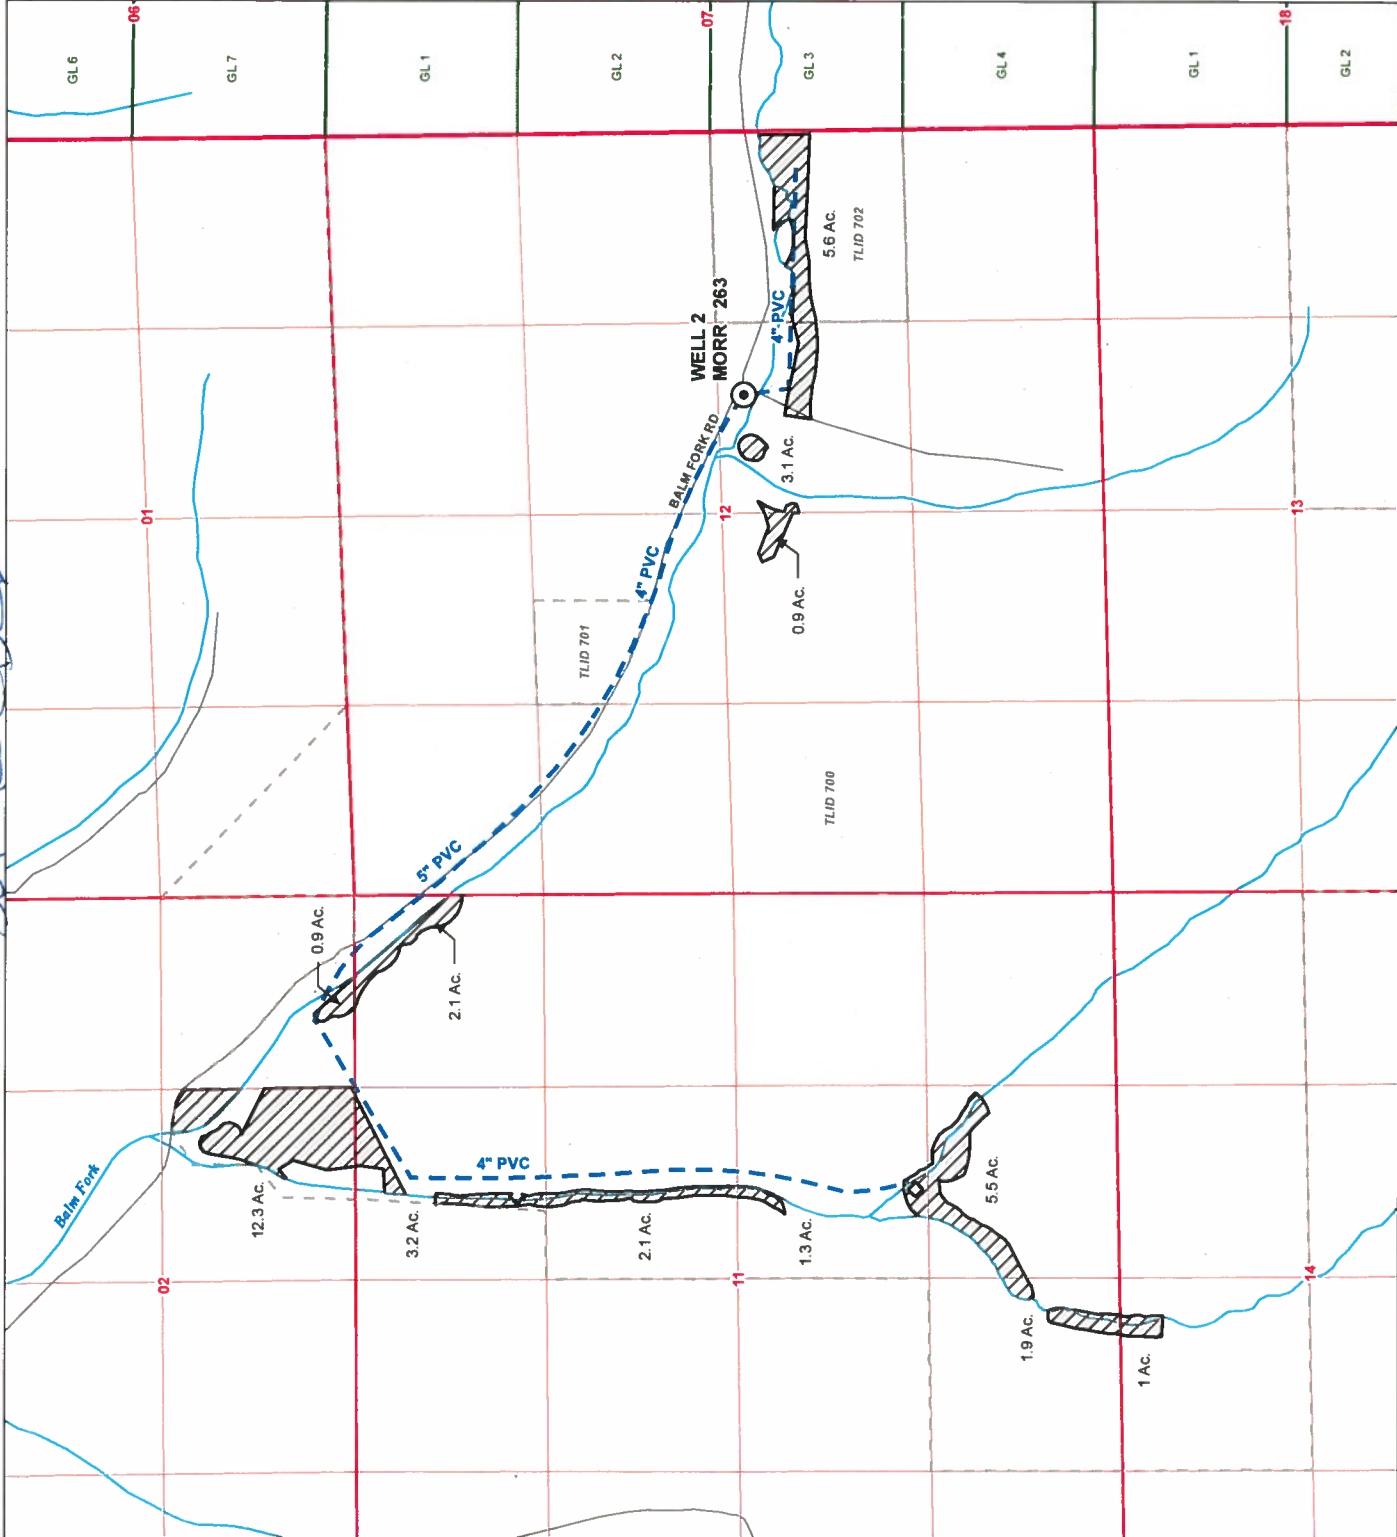 06
07
18
GL 6
GL 7
GL 1
GL 2
GL 3
GL 4
GL 1
GL 2
5.6 Ac.
TLID 702
WELL 2
MORR 263
4" PVC
BALM FORK RD
3.1 Ac.
01
12
13
4" PVC
0.9 Ac.
TLID 701
TLID 700
5" PVC
0.9 Ac.
2.1 Ac.
Balm Fork
4" PVC
12.3 Ac.
3.2 Ac.
2.1 Ac.
1.3 Ac.
5.5 Ac.
02
11
14
1.9 Ac.
1 Ac.